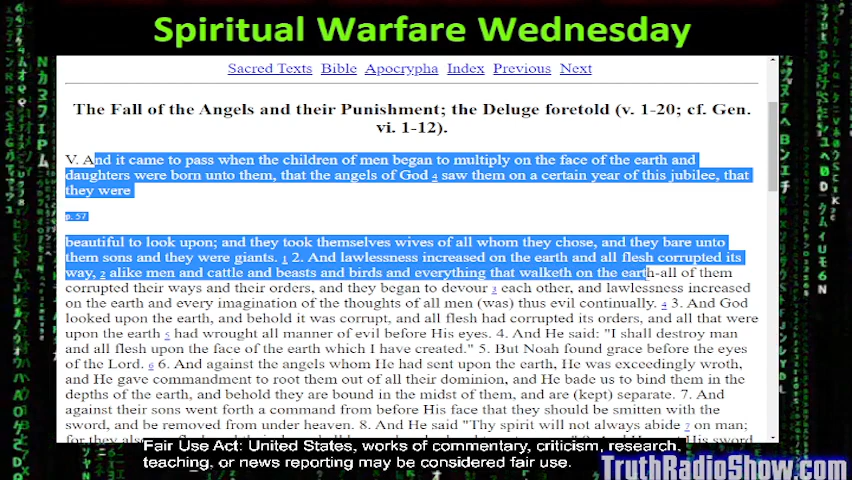 Spiritual Warfare Wednesday
Sacred Texts Bible Apocrypha Index Previous Next
The Fall of the Angels and their Punishment; the Deluge foretold (v. 1-20; cf. Gen.
vi. 1-12).
V. And it came to pass when the children of men began to multiply on the face of the earth and
daughters were born unto them, that the angels of God 4 saw them on a certain year of this jubilee, that
they were
p. 57
beautiful to look upon; and they took themselves wives of all whom they chose, and they bare unto
them sons and they were giants. 1 2. And lawlessness increased on the earth and all flesh corrupted its
way, 2 alike men and cattle and beasts and birds and everything that walketh on the earth-all of them
corrupted their ways and their orders, and they began to devour 3 each other, and lawlessness increased
on the earth and every imagination of the thoughts of all men (was) thus evil continually. 4 3. And God
looked upon the earth, and behold it was corrupt, and all flesh had corrupted its orders, and all that were
upon the earth 5 had wrought all manner of evil before His eyes. 4. And He said: "I shall destroy man
and all flesh upon the face of the earth which I have created." 5. But Noah found grace before the eyes
of the Lord. 6 6. And against the angels whom He had sent upon the earth, He was exceedingly wroth,
and He gave commandment to root them out of all their dominion, and He bade us to bind them in the
depths of the earth, and behold they are bound in the midst of them, and are (kept) separate. 7. And
against their sons went forth a command from before His face that they should be smitten with the
sword, and be removed from under heaven. 8. And He said "Thy spirit will not always abide 7 on man;
for they also
Fair Use Act: United States, works of commentary, criticism, research,
teaching, or news reporting may be considered fair use.
TruthRadioShow.com